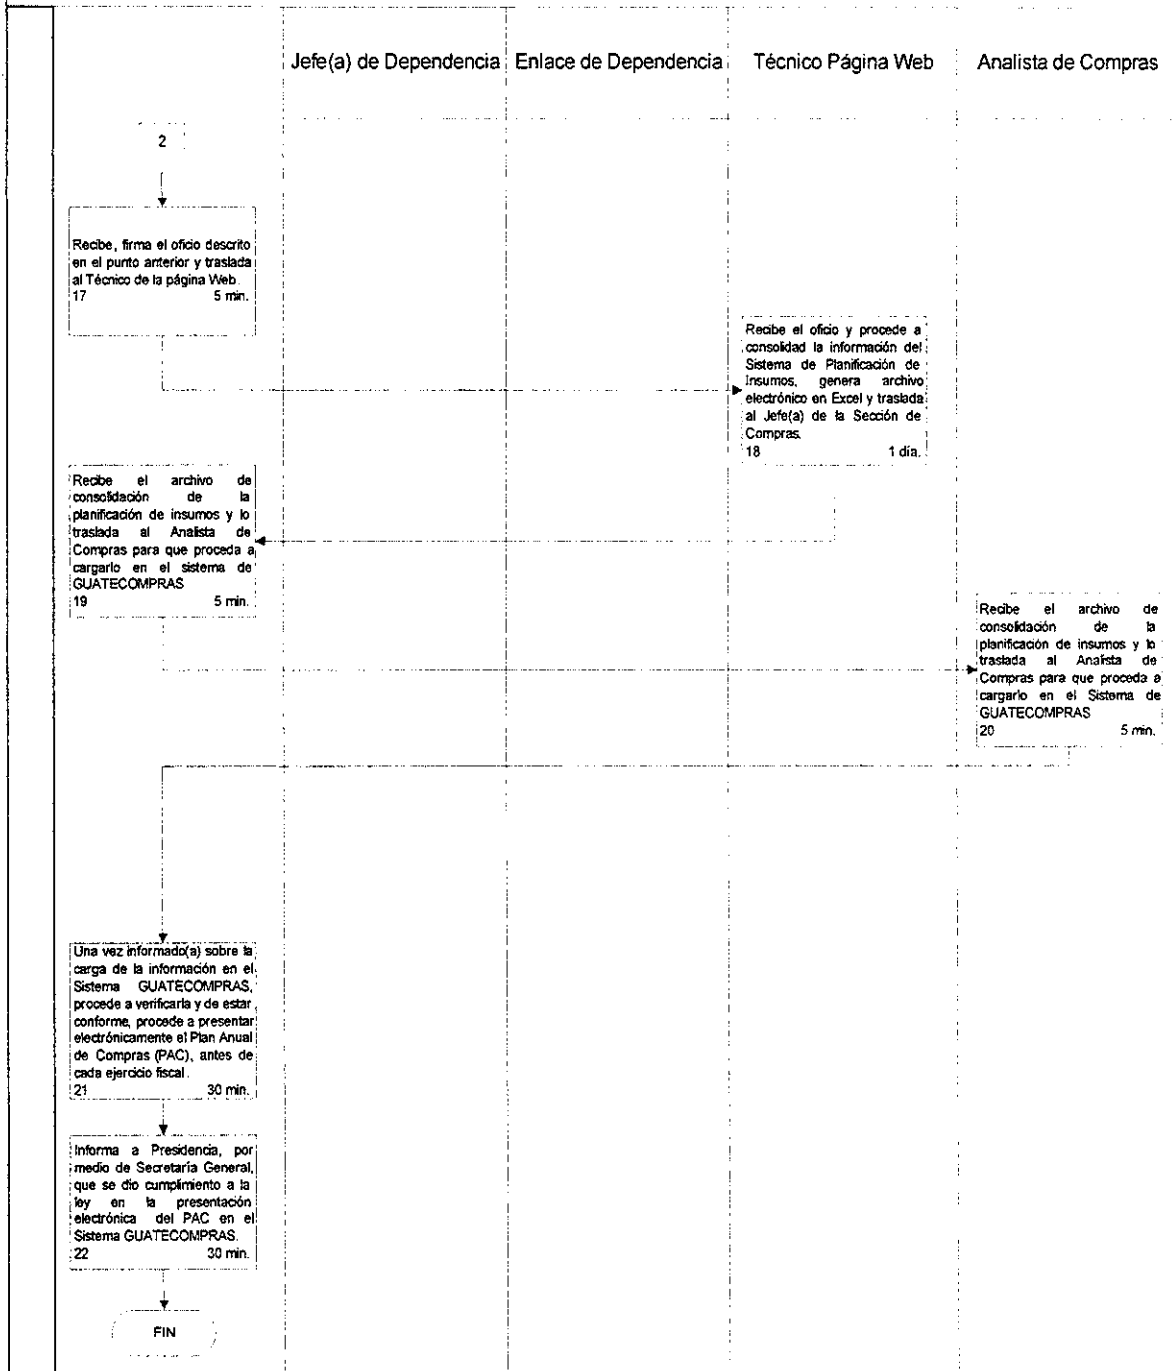 Jefe(a) de Dependencia Enlace de Dependencia Técnico Página Web Analista de Compras
2
Recibe, firma el oficio descrito
en el punto anterior y traslada
al Técnico de la página Web.
17 5 min.
Recibe el oficio y procede a
consolidad la información del
Sistema de Planificación de
Insumos, genera archivo
electrónico en Excel y traslada
al Jefe(a) de la Sección de
Compras.
18 1 día.
Recibe el archivo de
consolidación de la
planificación de insumos y lo
traslada al Analista de
Compras para que proceda a
cargarlo en el sistema de
GUATECOMPRAS
19 5 min.
Recibe el archivo de
consolidación de la
planificación de insumos y lo
traslada al Analista de
Compras para que proceda a
cargarlo en el Sistema de
GUATECOMPRAS
20 5 min.
Una vez informado(a) sobre la
carga de la información en el
Sistema GUATECOMPRAS,
procede a verificarla y de estar
conforme, procede a presentar
electrónicamente el Plan Anual
de Compras (PAC), antes de
cada ejercicio fiscal.
21 30 min.
Informa a Presidencia, por
medio de Secretaría General,
que se dio cumplimiento a la
ley en la presentación
electrónica del PAC en el
Sistema GUATECOMPRAS.
22 30 min.
FIN